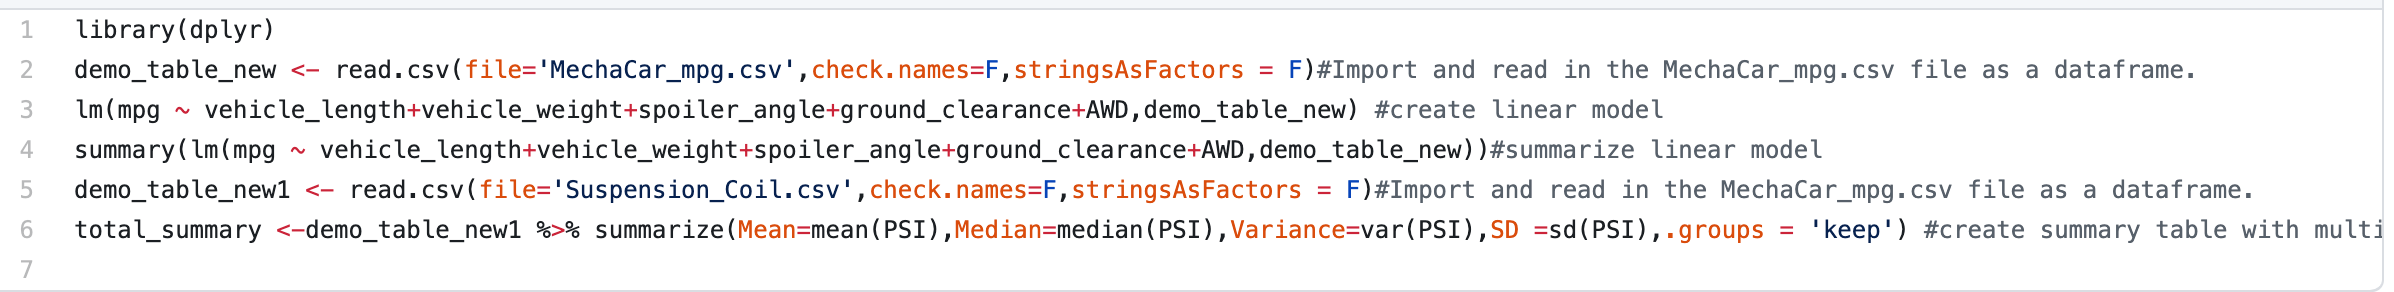 1 library(dplyr)
2 demo_table_new <- read.csv(file='MechaCar_mpg.csv',check.names=F,stringsAsFactors = F)#Import and read in the MechaCar_mpg.csv file as a dataframe.
3 lm(mpg ~ vehicle_length+vehicle_weight+spoiler_angle+ground_clearance+AWD,demo_table_new) #create linear model
4 summary(lm(mpg ~ vehicle_length+vehicle_weight+spoiler_angle+ground_clearance+AWD,demo_table_new))#summarize linear model
5 demo_table_new1 <- read.csv(file='Suspension_Coil.csv',check.names=F,stringsAsFactors = F)#Import and read in the MechaCar_mpg.csv file as a dataframe.
6 total_summary <-demo_table_new1 %>% summarize(Mean=mean(PSI),Median=median(PSI),Variance=var(PSI),SD =sd(PSI),.groups = 'keep') #create summary table with multi
7